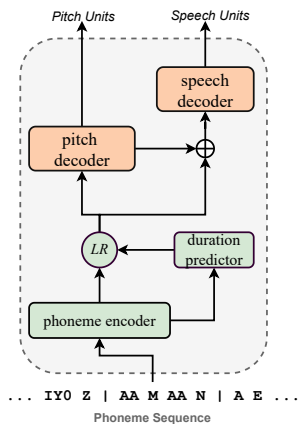 Pitch Units Speech Units
speech
decoder
pitch
decoder
LR
duration
predictor
phoneme encoder
... IY0 Z | AA M AA N | A E ...
Phoneme Sequence